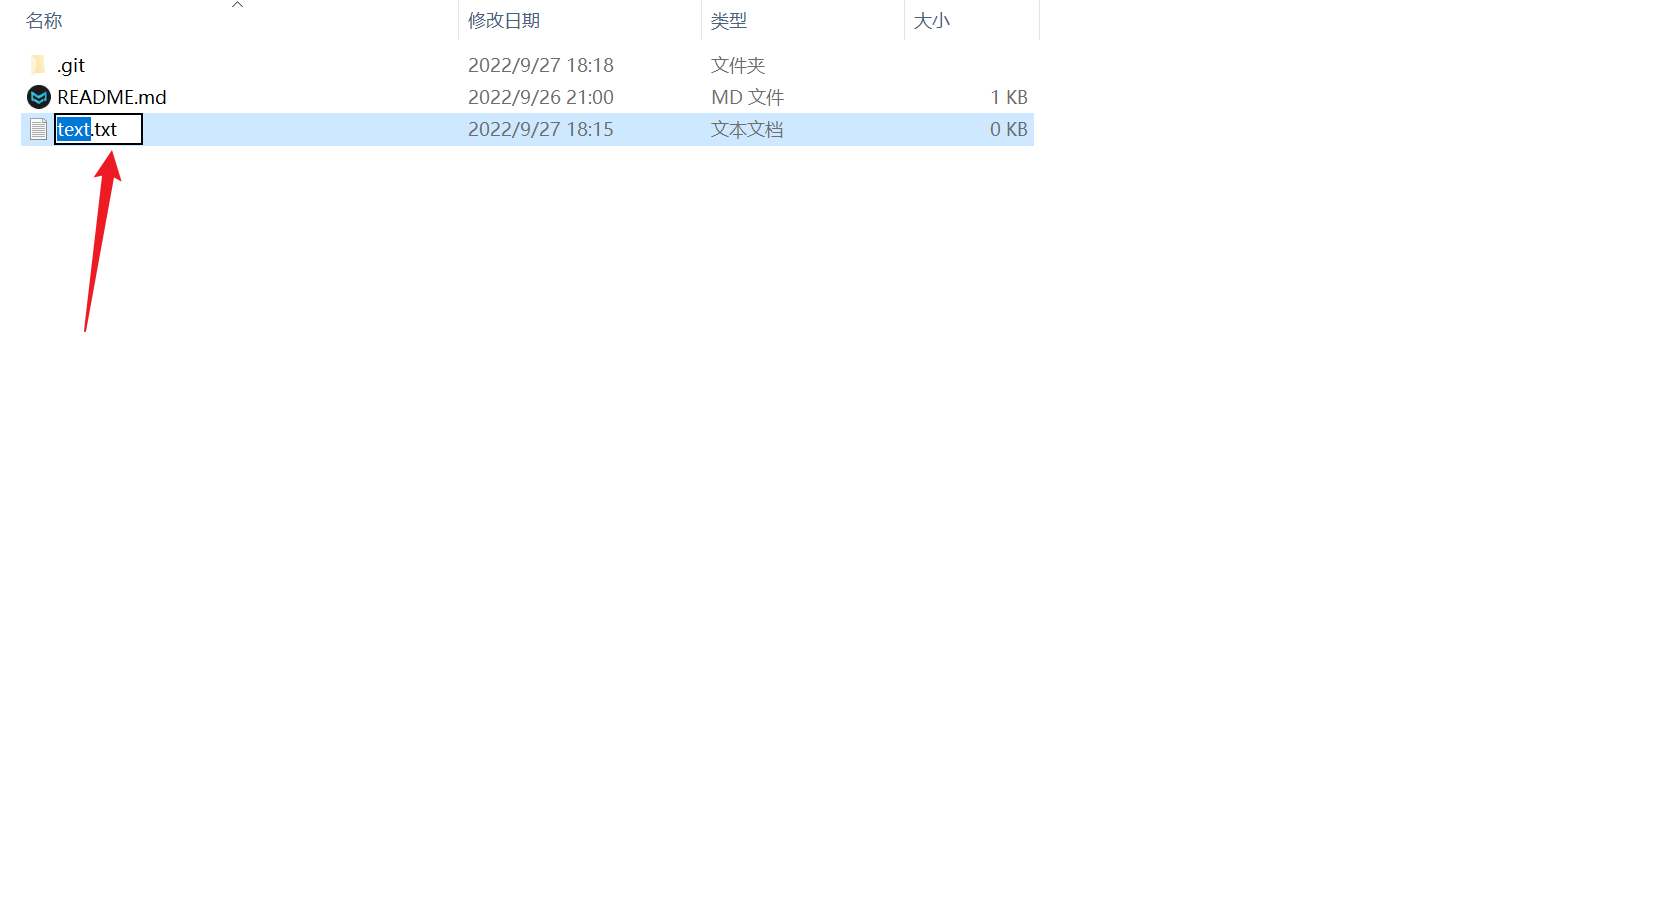 名称 修改日期 类型 大小
.git 2022/9/27 18:18 文件夹
README.md 2022/9/26 21:00 MD 文件 1 KB
text.txt 2022/9/27 18:15 文本文档 0 KB